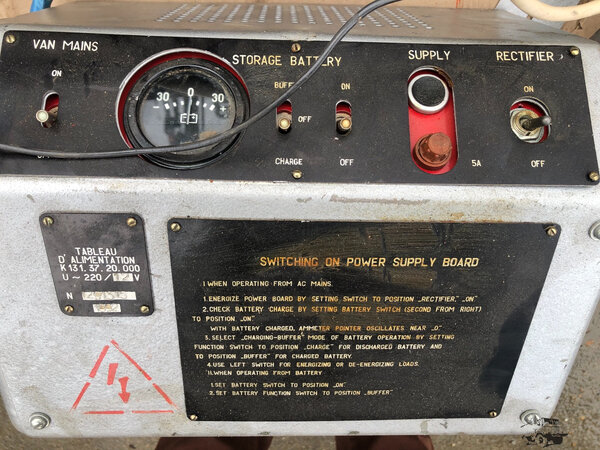 VAN MAINS
STORAGE BATTERY
SUPPLY
RECTIFIER
ON
BUFF
ON
ON
30 0 30
- +
OFF
CHARGE
OFF
5A
OFF
TABLEAU
D'ALIMENTATION
K 131.37.20.000
U ~ 220 / 12 V
N
SWITCHING ON POWER SUPPLY BOARD
I.WHEN OPERATING FROM AC MAINS.
1.ENERGIZE POWER BOARD BY SETTING SWITCH TO POSITION „RECTIFIER," „ON"
2.CHECK BATTERY CHARGE BY SETTING BATTERY SWITCH (SECOND FROM RIGHT)
TO POSITION „ON"
WITH BATTERY CHARGED, AMMETER POINTER OSCILLATES NEAR „O"
3.SELECT „CHARGING-BUFFER" MODE OF BATTERY OPERATION BY SETTING
FUNCTION SWITCH TO POSITION „CHARGE" FOR DISCHARGED BATTERY AND
TO POSITION „BUFFER" FOR CHARGED BATTERY.
4.USE LEFT SWITCH FOR ENERGIZING OR DE-ENERGIZING LOADS.
II.WHEN OPERATING FROM BATTERY
1.SET BATTERY SWITCH TO POSITION „ON"
2.SET BATTERY FUNCTION SWITCH TO POSITION „BUFFER"